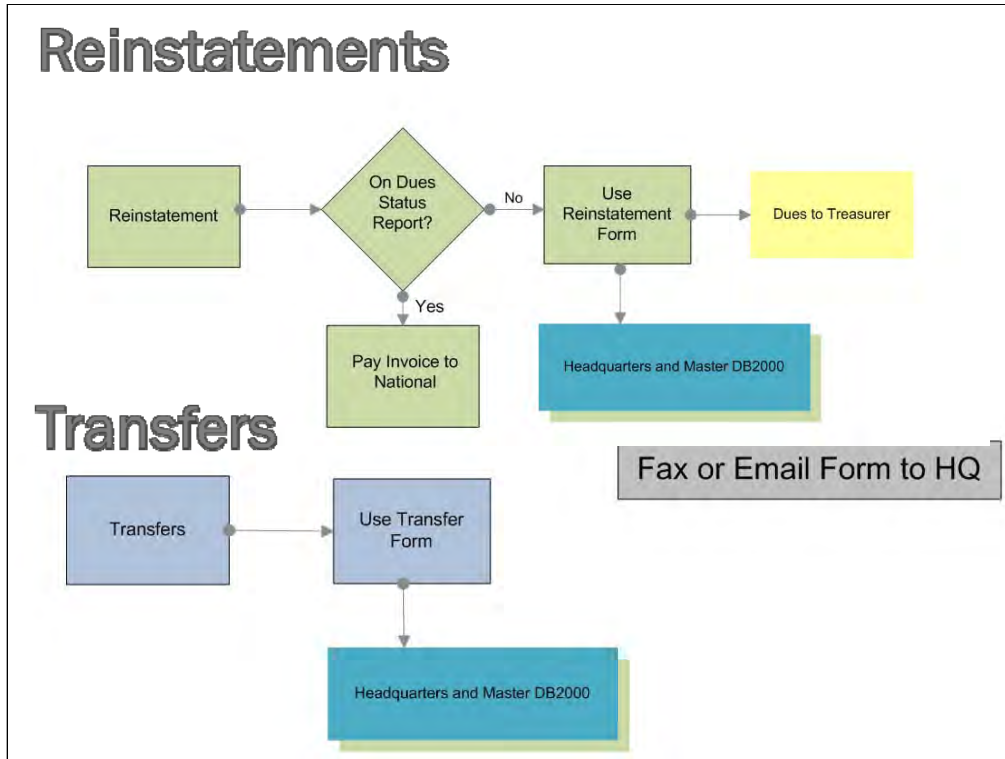 Reinstatements
Reinstatement
On Dues
Status
Report?
No
Use
Reinstatement
Form
Dues to Treasurer
Yes
Pay Invoice to
National
Headquarters and Master DB2000
Transfers
Fax or Email Form to HQ
Transfers
Use Transfer
Form
Headquarters and Master DB2000